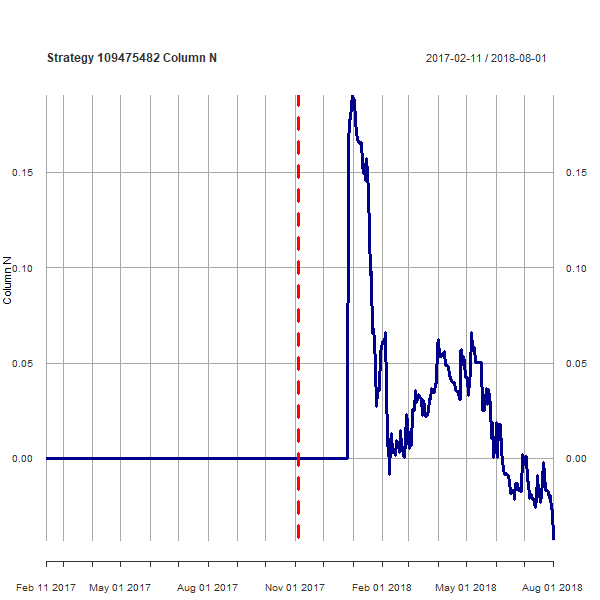 Strategy 109475482 Column N
2017-02-11 / 2018-08-01
0.15
0.10
0.05
0.00
0.15
0.10
0.05
0.00
Column N
Feb 11 2017
May 01 2017
Aug 01 2017
Nov 01 2017
Feb 01 2018
May 01 2018
Aug 01 2018